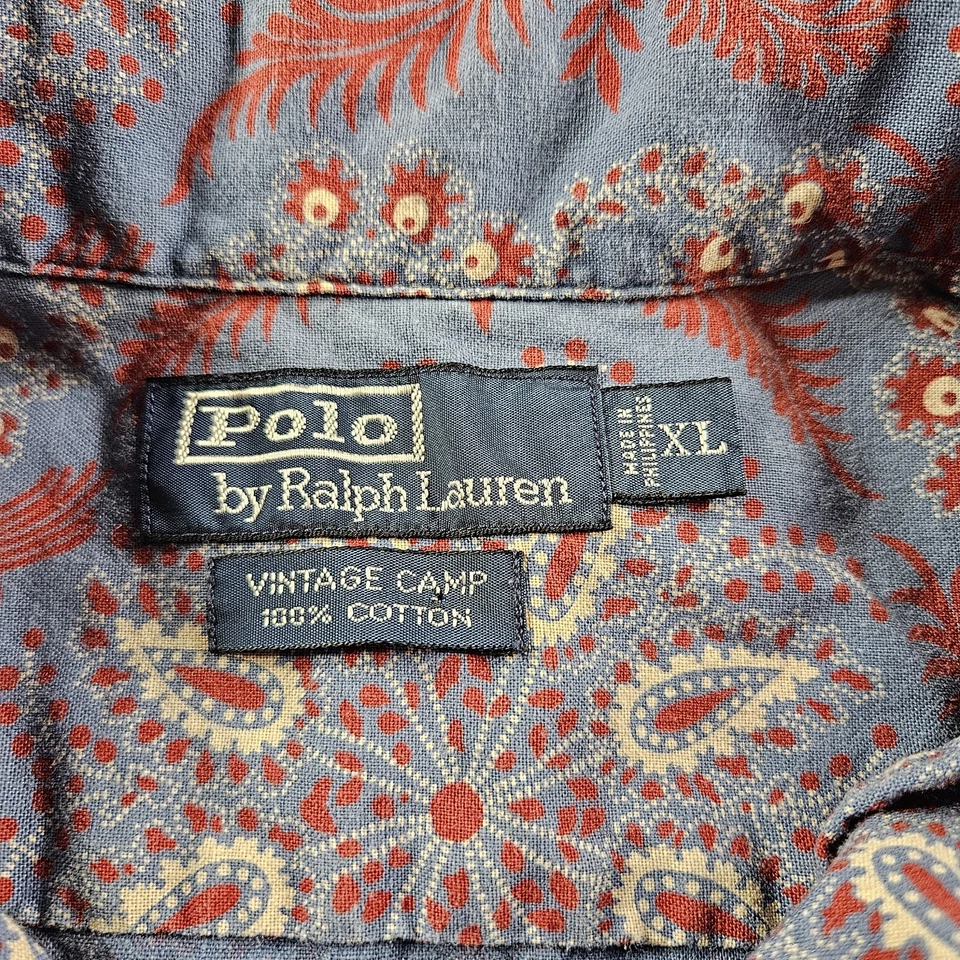 Polo
by Ralph Lauren
MADE IN
PHILIPPINES
XL
VINTAGE CAMP
100% COTTON